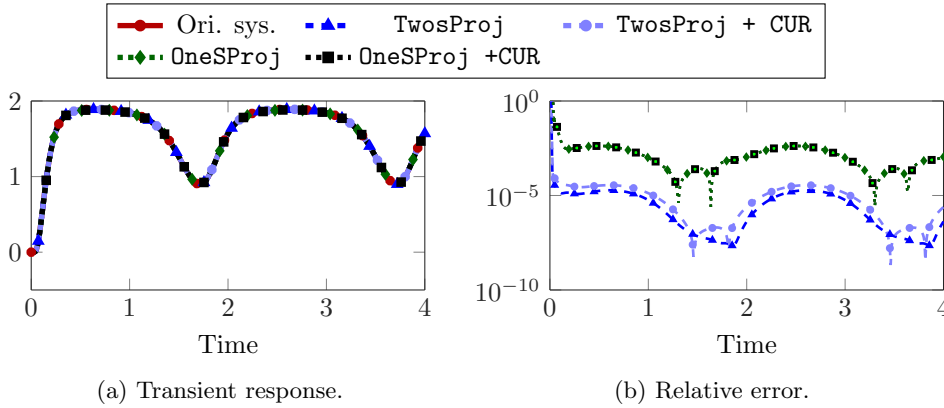 Ori. sys. TwosProj TwosProj + CUR
OneSProj OneSProj +CUR
2
1
0
0 1 2 3 4
Time
(a) Transient response.
10^0
10^−5
10^−10
0 1 2 3 4
Time
(b) Relative error.